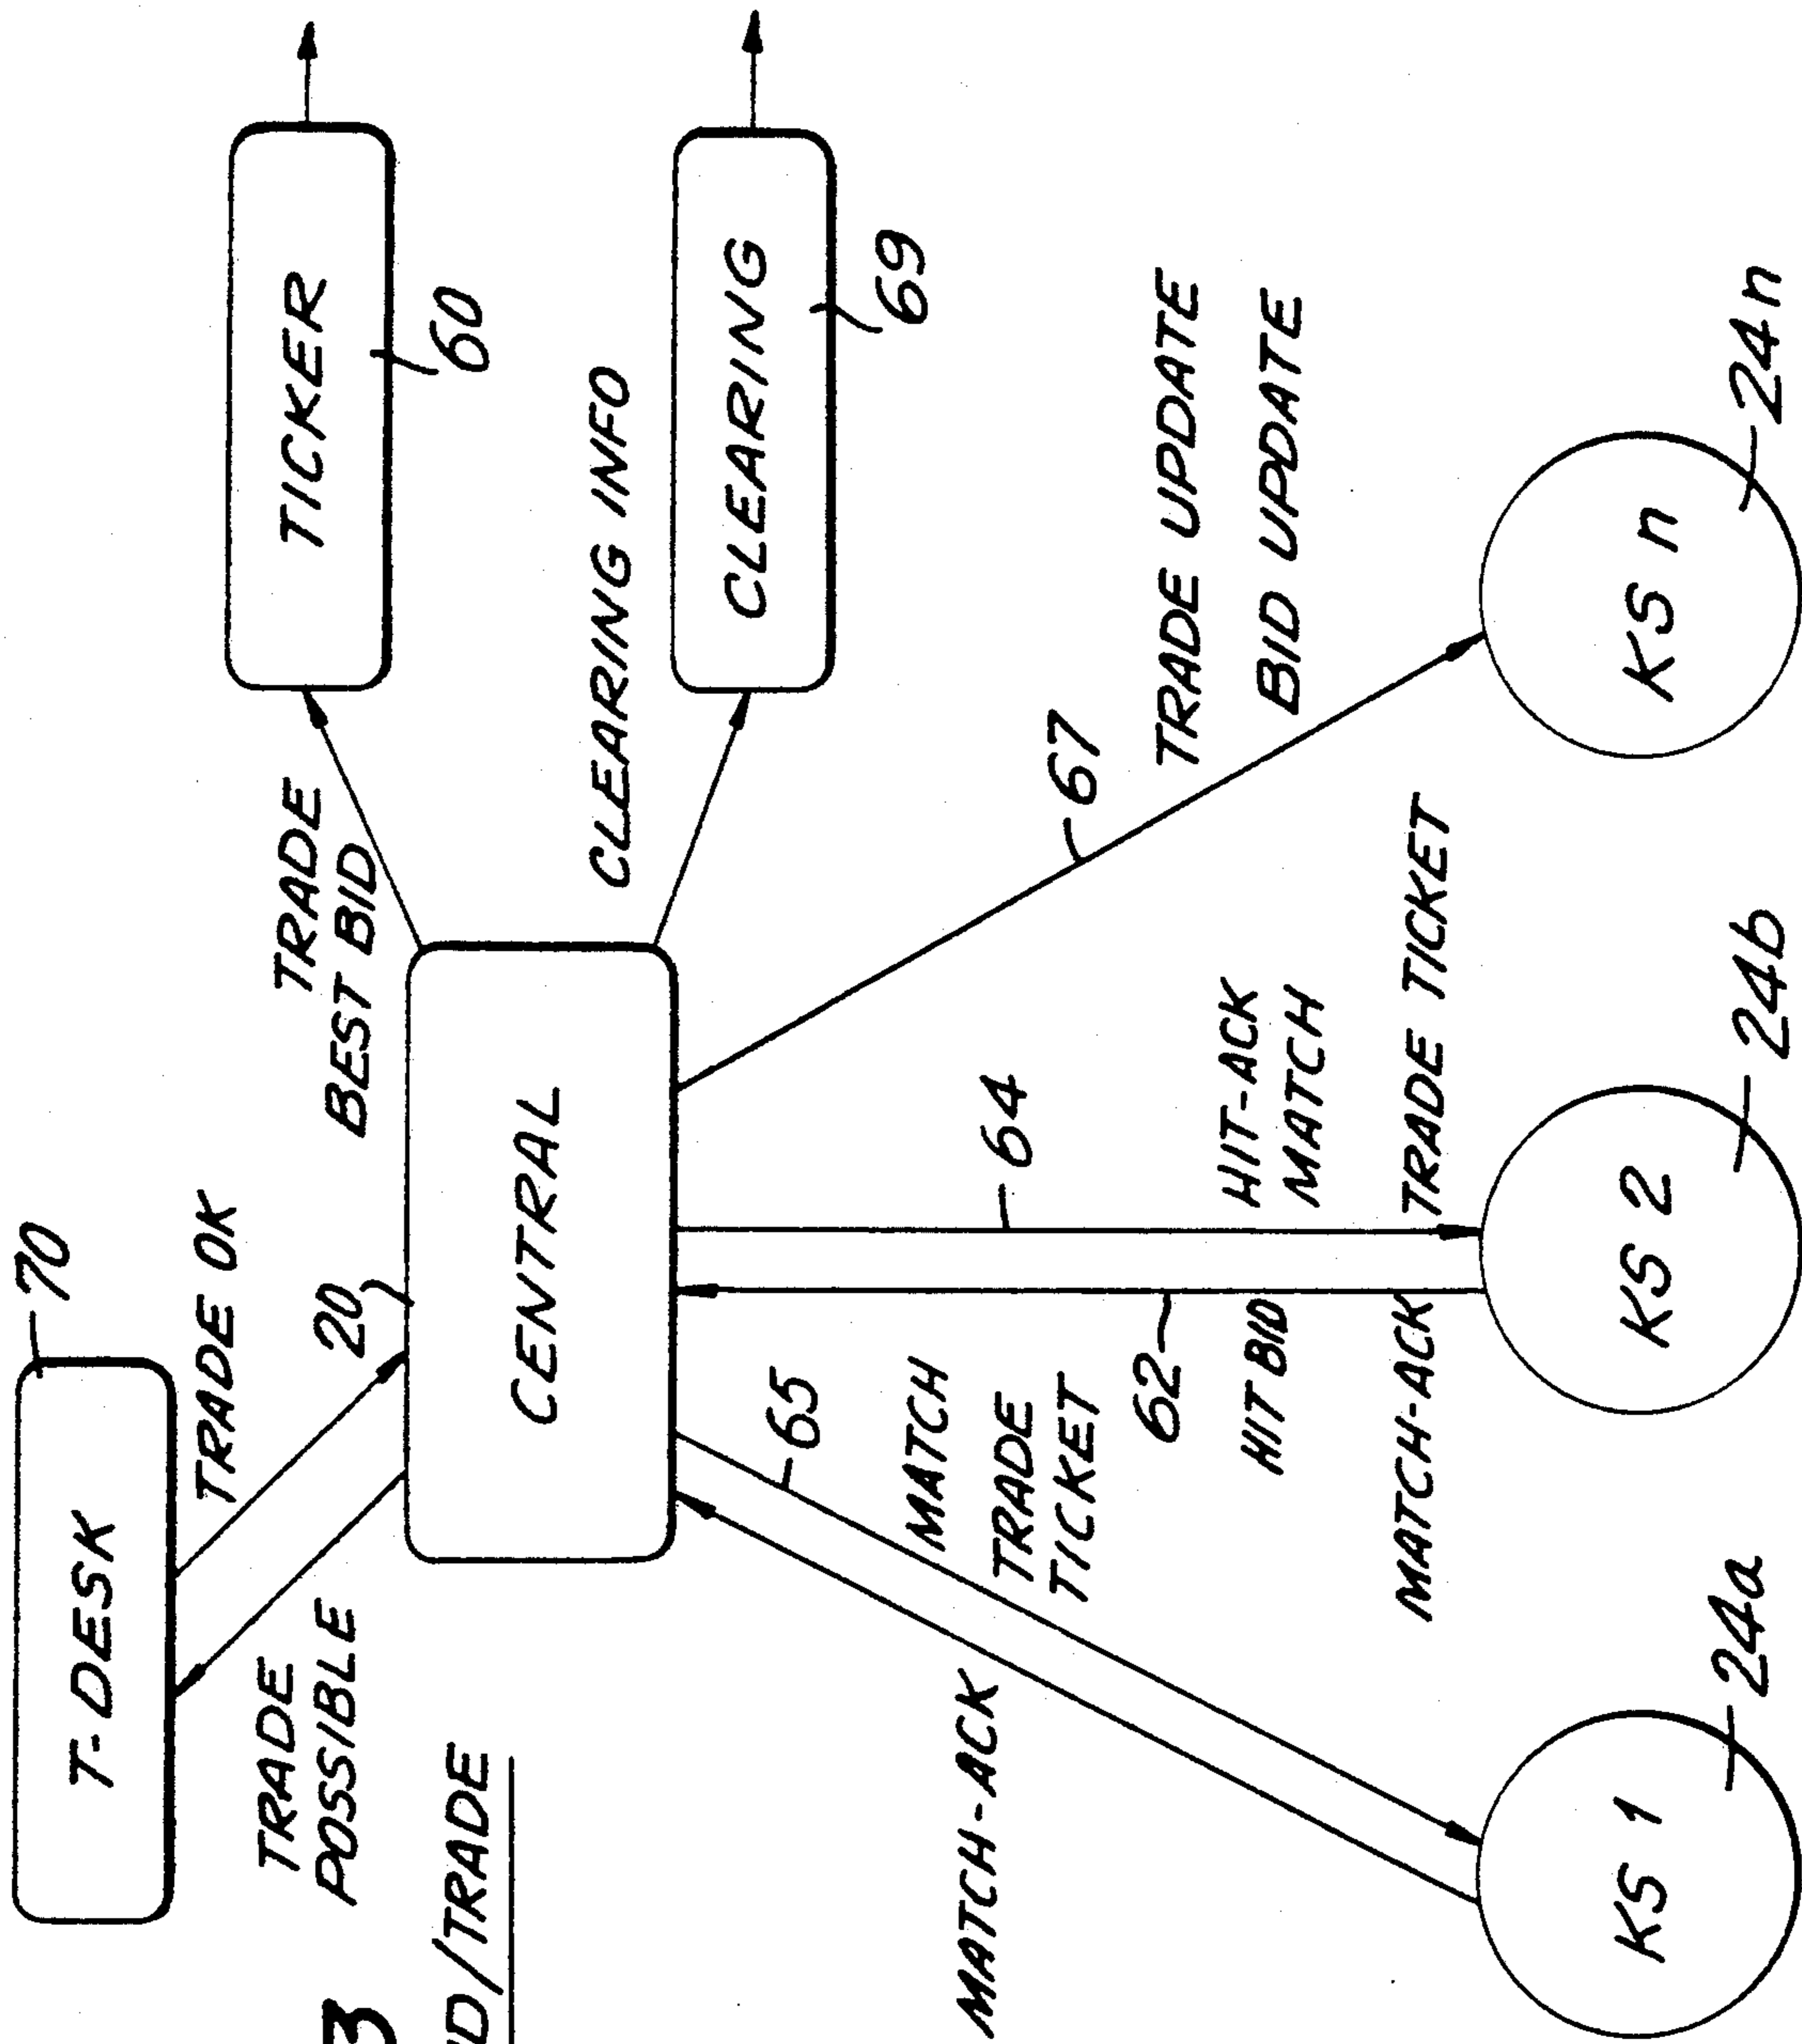 T-DESK
70
TRADE
POSSIBLE
TRADE OK
3
D/TRADE
20
CENTRAL
TRADE
BEST BID
TICKER
60
CLEARING INFO
CLEARING
69
65
MATCH
TRADE
TICKET
MATCH-ACK
62
HIT BID
MATCH-ACK
64
HIT-ACK
MATCH
TRADE TICKET
67
TRADE UPDATE
BID UPDATE
KS 1
24a
KS 2
24b
KS n
24n